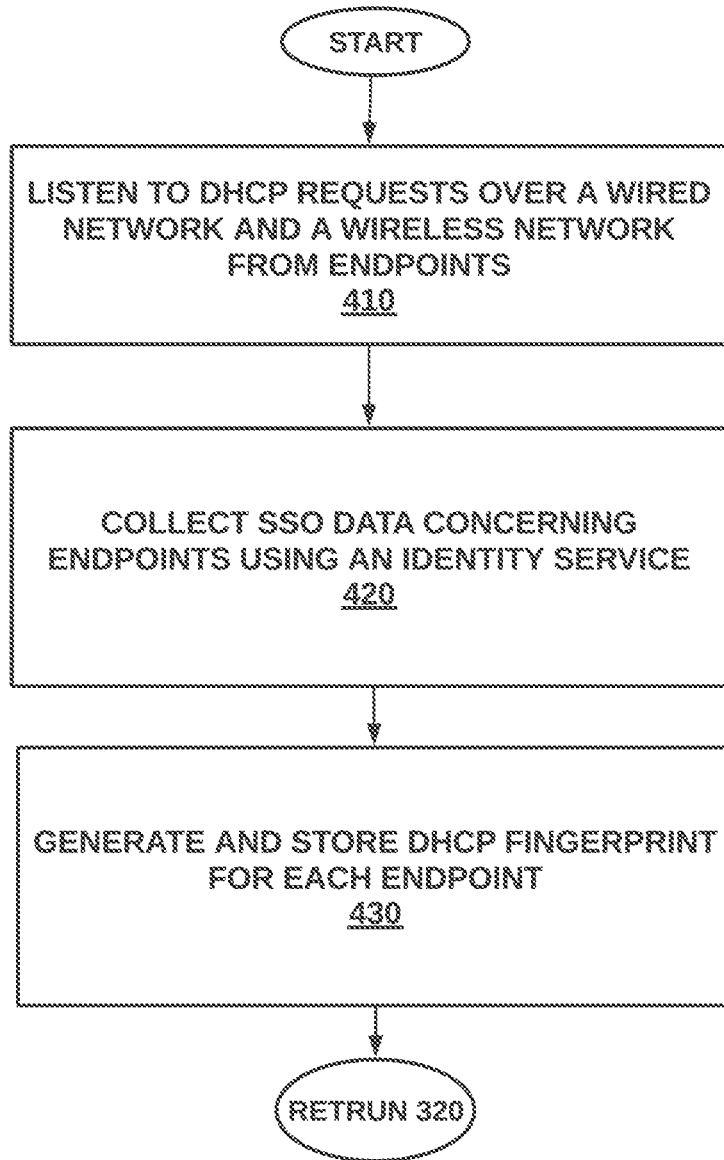 START
LISTEN TO DHCP REQUESTS OVER A WIRED
NETWORK AND A WIRELESS NETWORK
FROM ENDPOINTS
410
COLLECT SSO DATA CONCERNING
ENDPOINTS USING AN IDENTITY SERVICE
420
GENERATE AND STORE DHCP FINGERPRINT
FOR EACH ENDPOINT
430
RETRUN 320